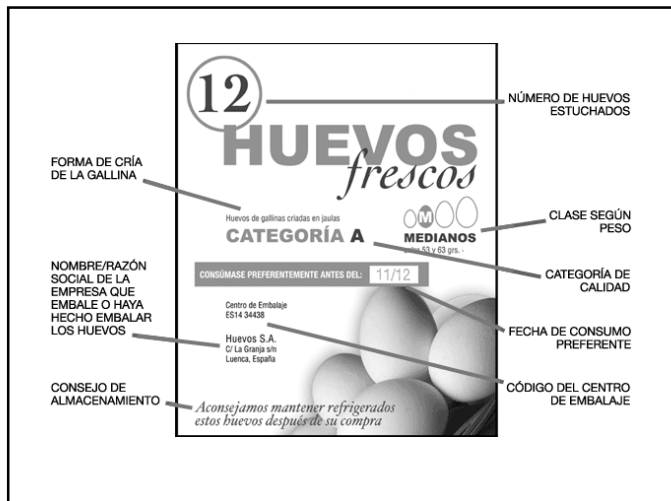 12
HUEVOS
frescos
NÚMERO DE HUEVOS
ESTUCHADOS
FORMA DE CRÍA
DE LA GALLINA
Huevos de gallinas criadas en jaulas
CATEGORÍA A
M
MEDIANOS
entre 53 y 63 grs. -
CLASE SEGÚN
PESO
CATEGORÍA DE
CALIDAD
CONSÚMASE PREFERENTEMENTE ANTES DEL: 11/12
FECHA DE CONSUMO
PREFERENTE
NOMBRE/RAZÓN
SOCIAL DE LA
EMPRESA QUE
EMBALE O HAYA
HECHO EMBALAR
LOS HUEVOS
Centro de Embalaje
ES14 34438
Huevos S.A.
C/ La Granja s/n
Luenca, España
CÓDIGO DEL CENTRO
DE EMBALAJE
CONSEJO DE
ALMACENAMIENTO
Aconsejamos mantener refrigerados
estos huevos después de su compra